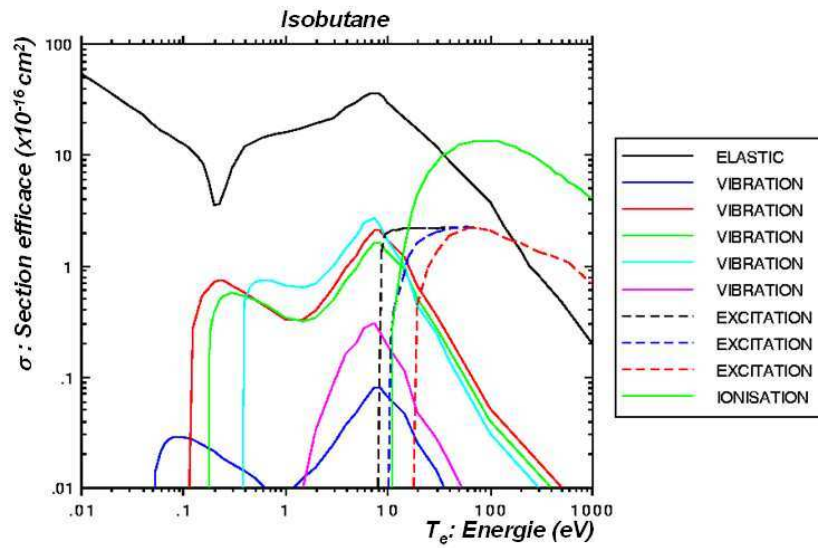 Isobutane
σ : Section efficace (x10⁻¹⁶ cm²)
100
10
1
.1
.01
.01
.1
1
10
100
1000
Tₑ: Energie (eV)
ELASTIC
VIBRATION
VIBRATION
VIBRATION
VIBRATION
VIBRATION
EXCITATION
EXCITATION
EXCITATION
IONISATION